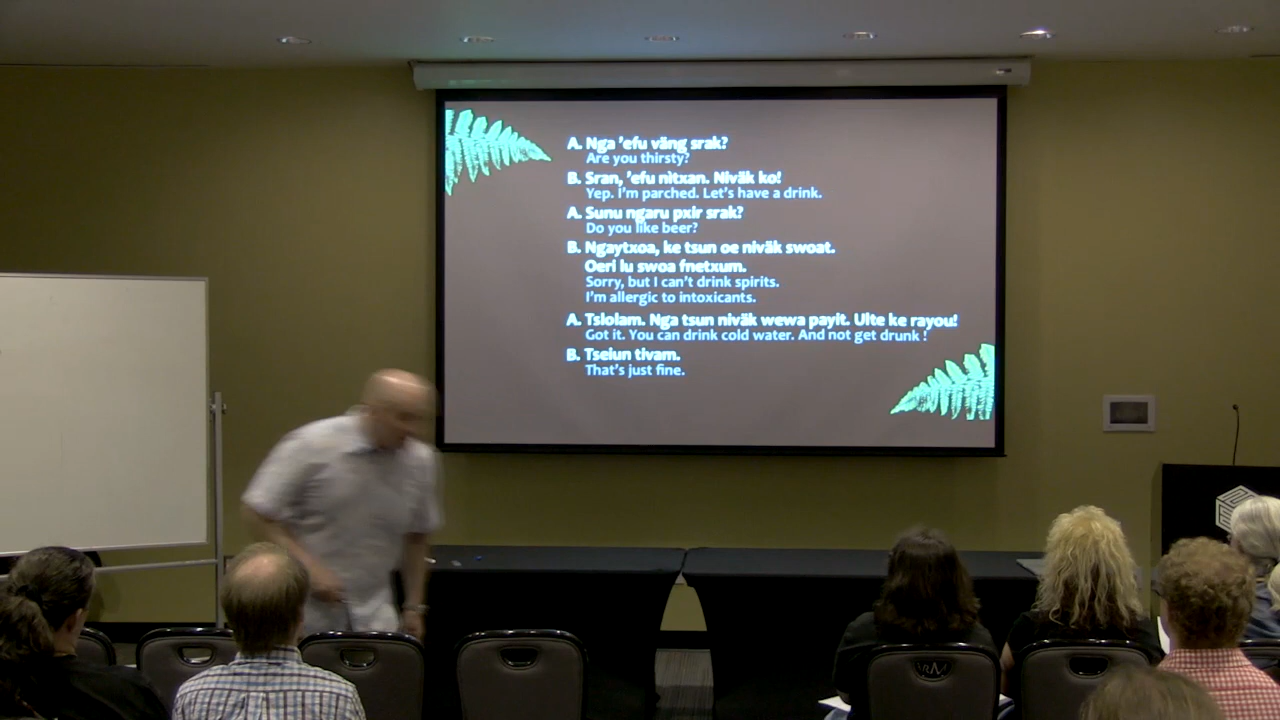 A. Nga 'efu väng srak?
Are you thirsty?
B. Sran, 'efu nìtxan. Niväk ko!
Yep. I'm parched. Let's have a drink.
A. Sunu ngaru pxir srak?
Do you like beer?
B. Ngaytxoa, ke tsun oe niväk swoat.
Oeri lu swoa fnetxum.
Sorry, but I can't drink spirits.
I'm allergic to intoxicants.
A. Tslolam. Nga tsun niväk wewa payit. Ulte ke rayou!
Got it. You can drink cold water. And not get drunk !
B. Tseiun tivam.
That's just fine.